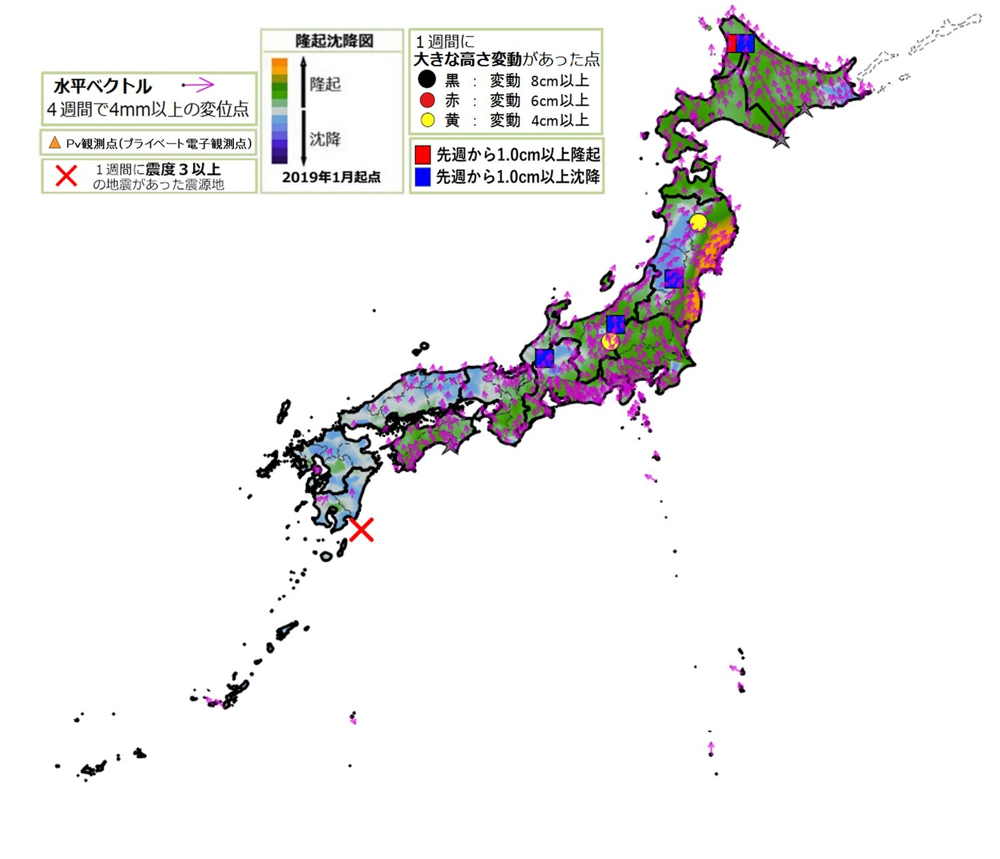 水平ベクトル
４週間で4mm以上の変位点
Pv観測点(プライベート電子観測点)
１週間に震度３以上
の地震があった震源地
隆起沈降図
隆起
沈降
2019年1月起点
１週間に
大きな高さ変動があった点
黒 ： 変動 8cm以上
赤 ： 変動 6cm以上
黄 ： 変動 4cm以上
先週から1.0cm以上隆起
先週から1.0cm以上沈降